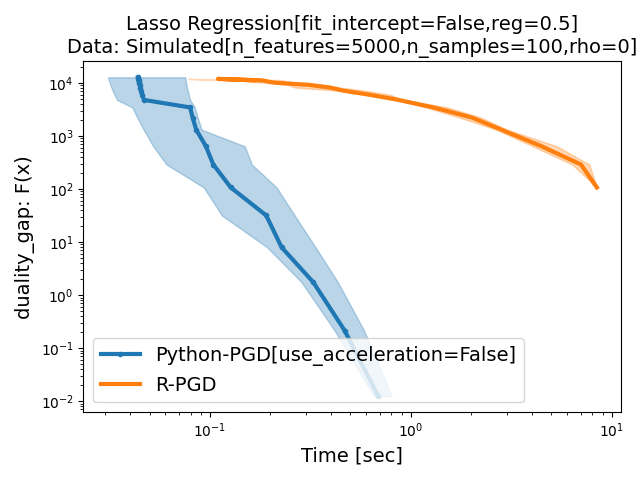 Lasso Regression[fit_intercept=False,reg=0.5]
Data: Simulated[n_features=5000,n_samples=100,rho=0]
duality_gap: F(x)
10⁴
10³
10²
10¹
10⁰
10⁻¹
10⁻²
Python-PGD[use_acceleration=False]
R-PGD
10⁻¹
10⁰
10¹
Time [sec]